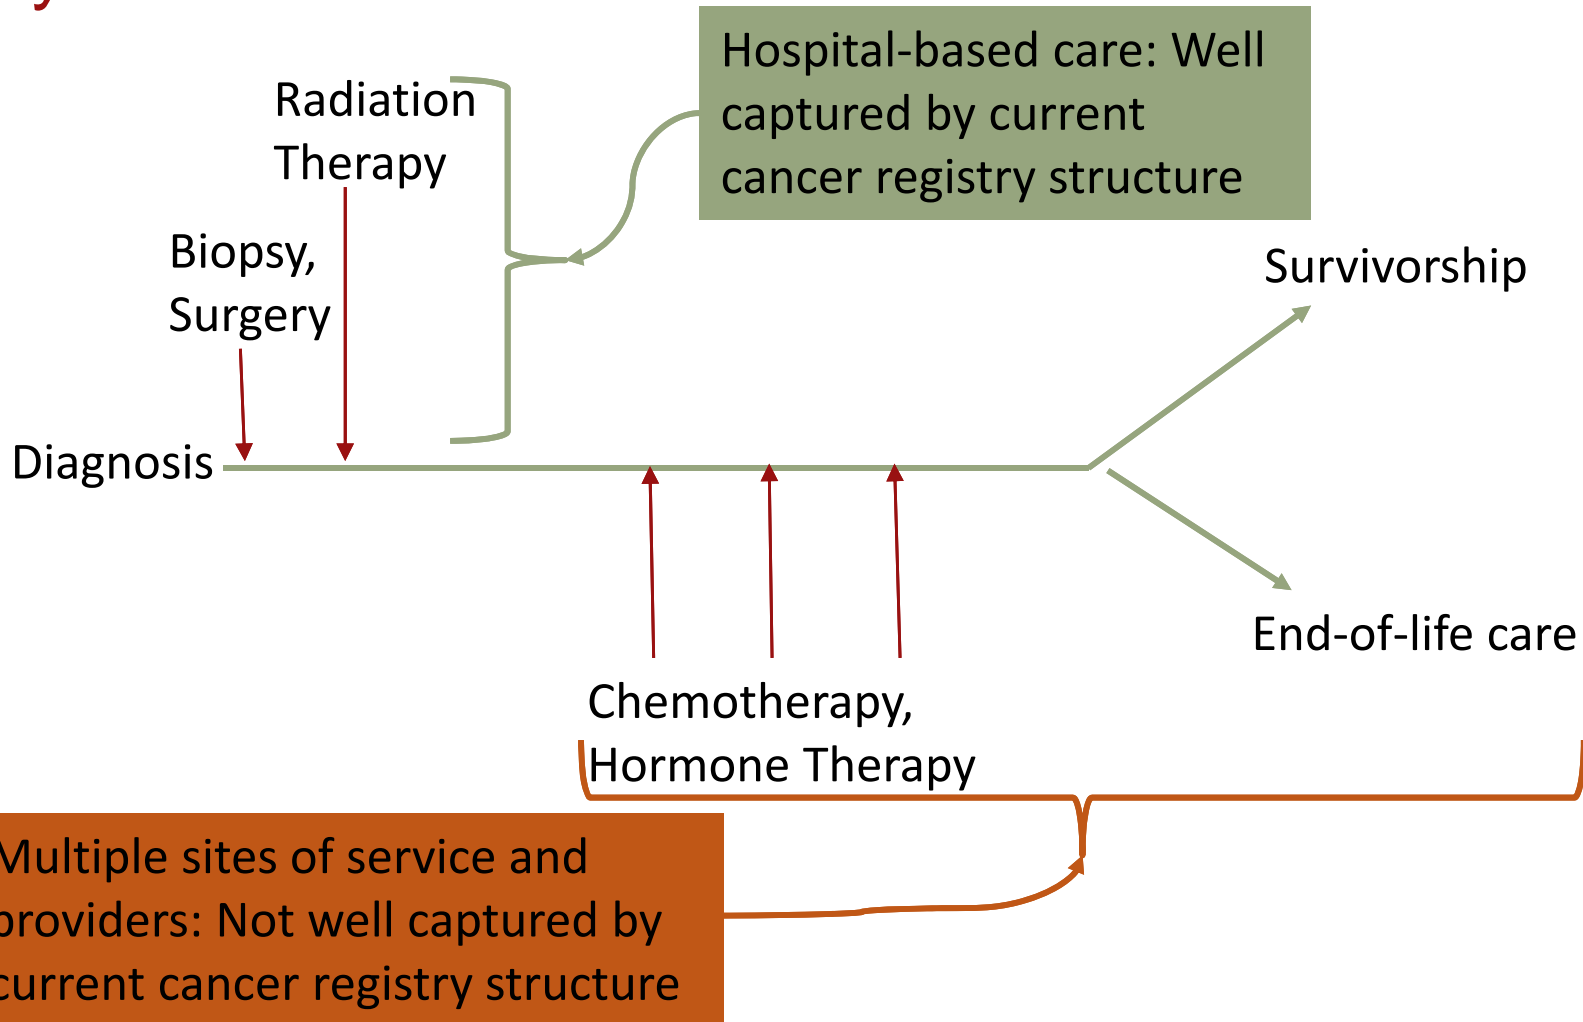 Hospital-based care: Well
captured by current
cancer registry structure
Radiation
Therapy
Biopsy,
Surgery
Survivorship
Diagnosis
End-of-life care
Chemotherapy,
Hormone Therapy
Multiple sites of service and
providers: Not well captured by
current cancer registry structure